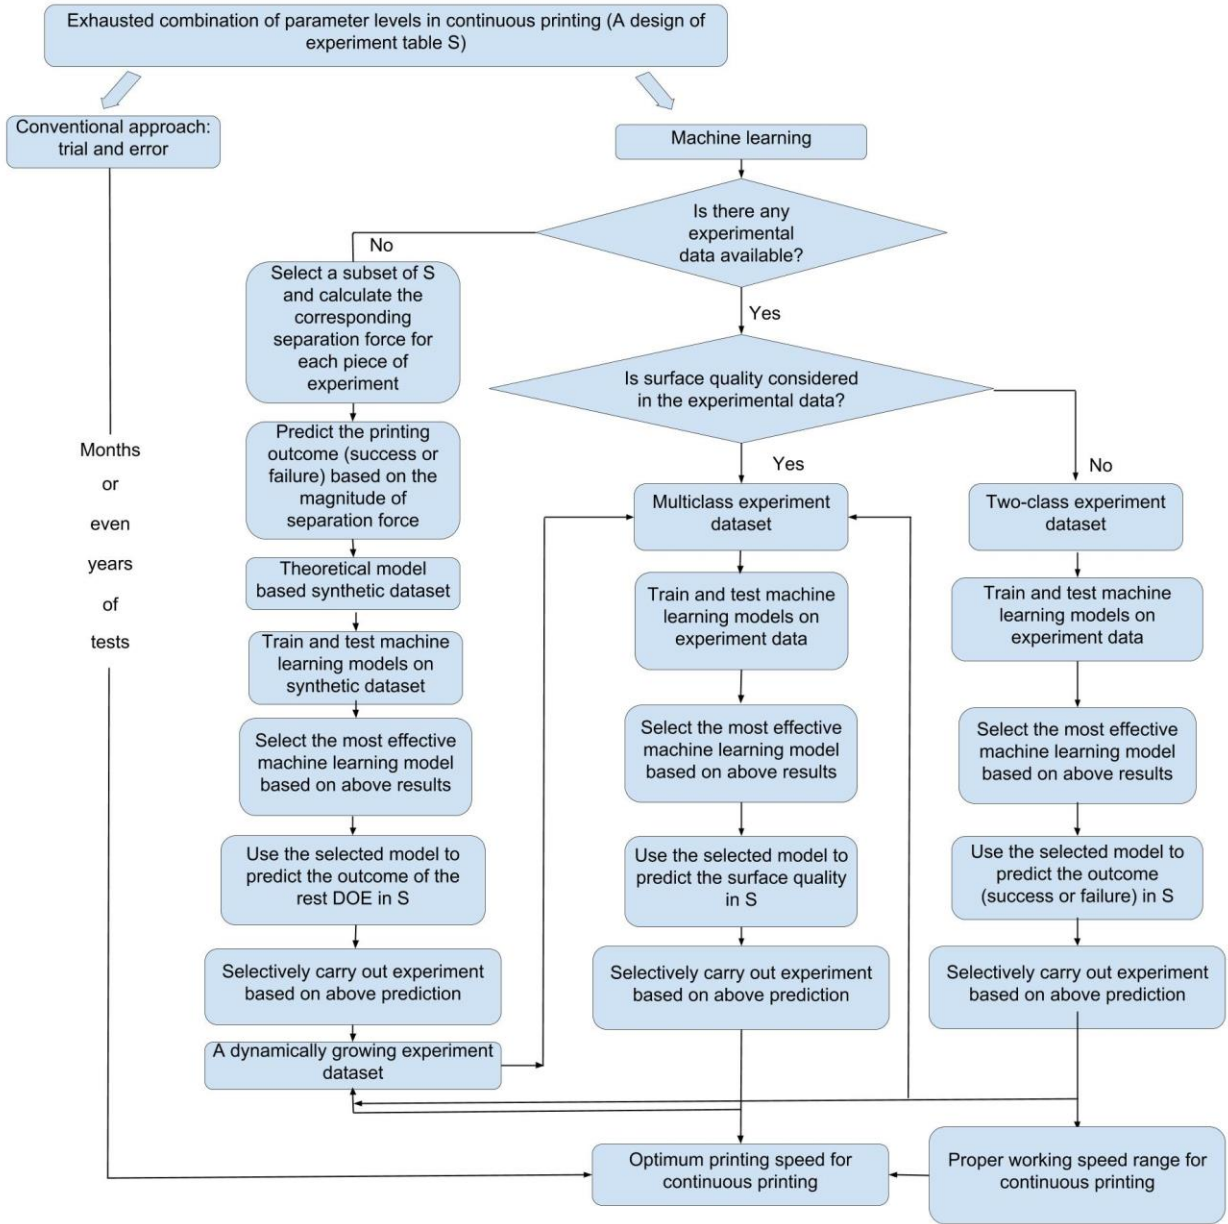 Exhausted combination of parameter levels in continuous printing (A design of
experiment table S)
Conventional approach:
trial and error
Machine learning
Is there any
experimental
data available?
No
Yes
Select a subset of S
and calculate the
corresponding
separation force for
each piece of
experiment
Is surface quality considered
in the experimental data?
Yes
No
Months
or
even
years
of
tests
Predict the printing
outcome (success or
failure) based on the
magnitude of
separation force
Theoretical model
based synthetic dataset
Train and test machine
learning models on
synthetic dataset
Select the most effective
machine learning model
based on above results
Use the selected model to
predict the outcome of the
rest DOE in S
Selectively carry out experiment
based on above prediction
A dynamically growing experiment
dataset
Multiclass experiment
dataset
Train and test machine
learning models on
experiment data
Select the most effective
machine learning model
based on above results
Use the selected model to
predict the surface quality
in S
Selectively carry out experiment
based on above prediction
Two-class experiment
dataset
Train and test machine
learning models on
experiment data
Select the most effective
machine learning model
based on above results
Use the selected model to
predict the outcome
(success or failure) in S
Selectively carry out experiment
based on above prediction
Optimum printing speed for
continuous printing
Proper working speed range for
continuous printing